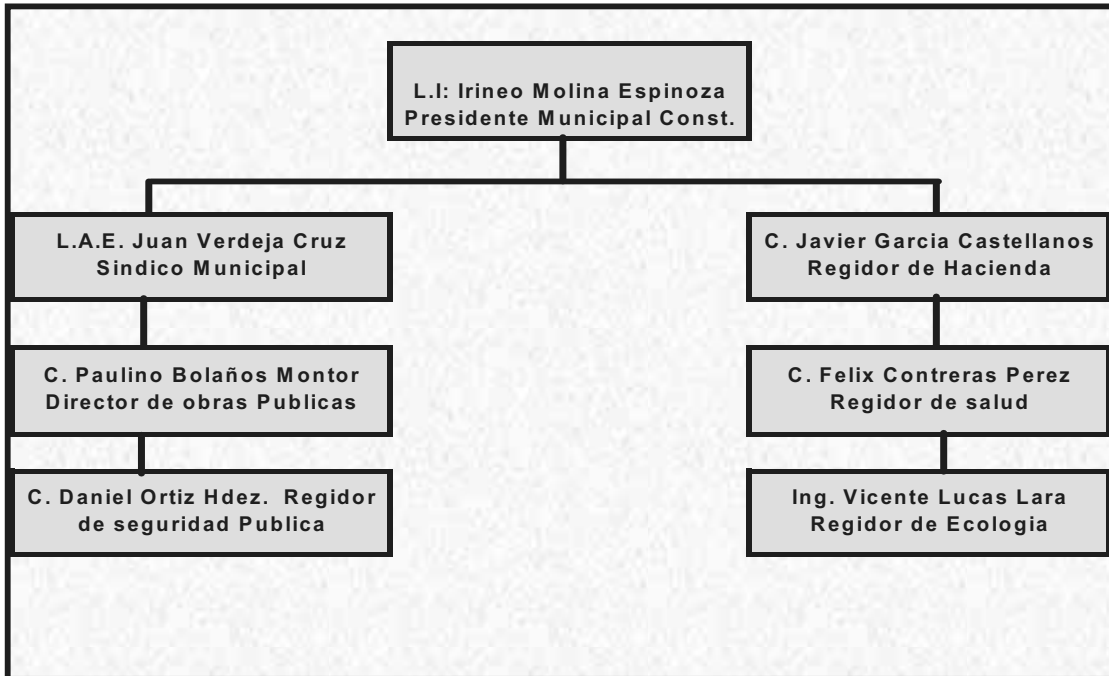 L.I: Irineo Molina Espinoza
Presidente Municipal Const.
L.A.E. Juan Verdeja Cruz
Sindico Municipal
C. Javier Garcia Castellanos
Regidor de Hacienda
C. Paulino Bolaños Montor
Director de obras Publicas
C. Felix Contreras Perez
Regidor de salud
C. Daniel Ortiz Hdez. Regidor
de seguridad Publica
Ing. Vicente Lucas Lara
Regidor de Ecologia